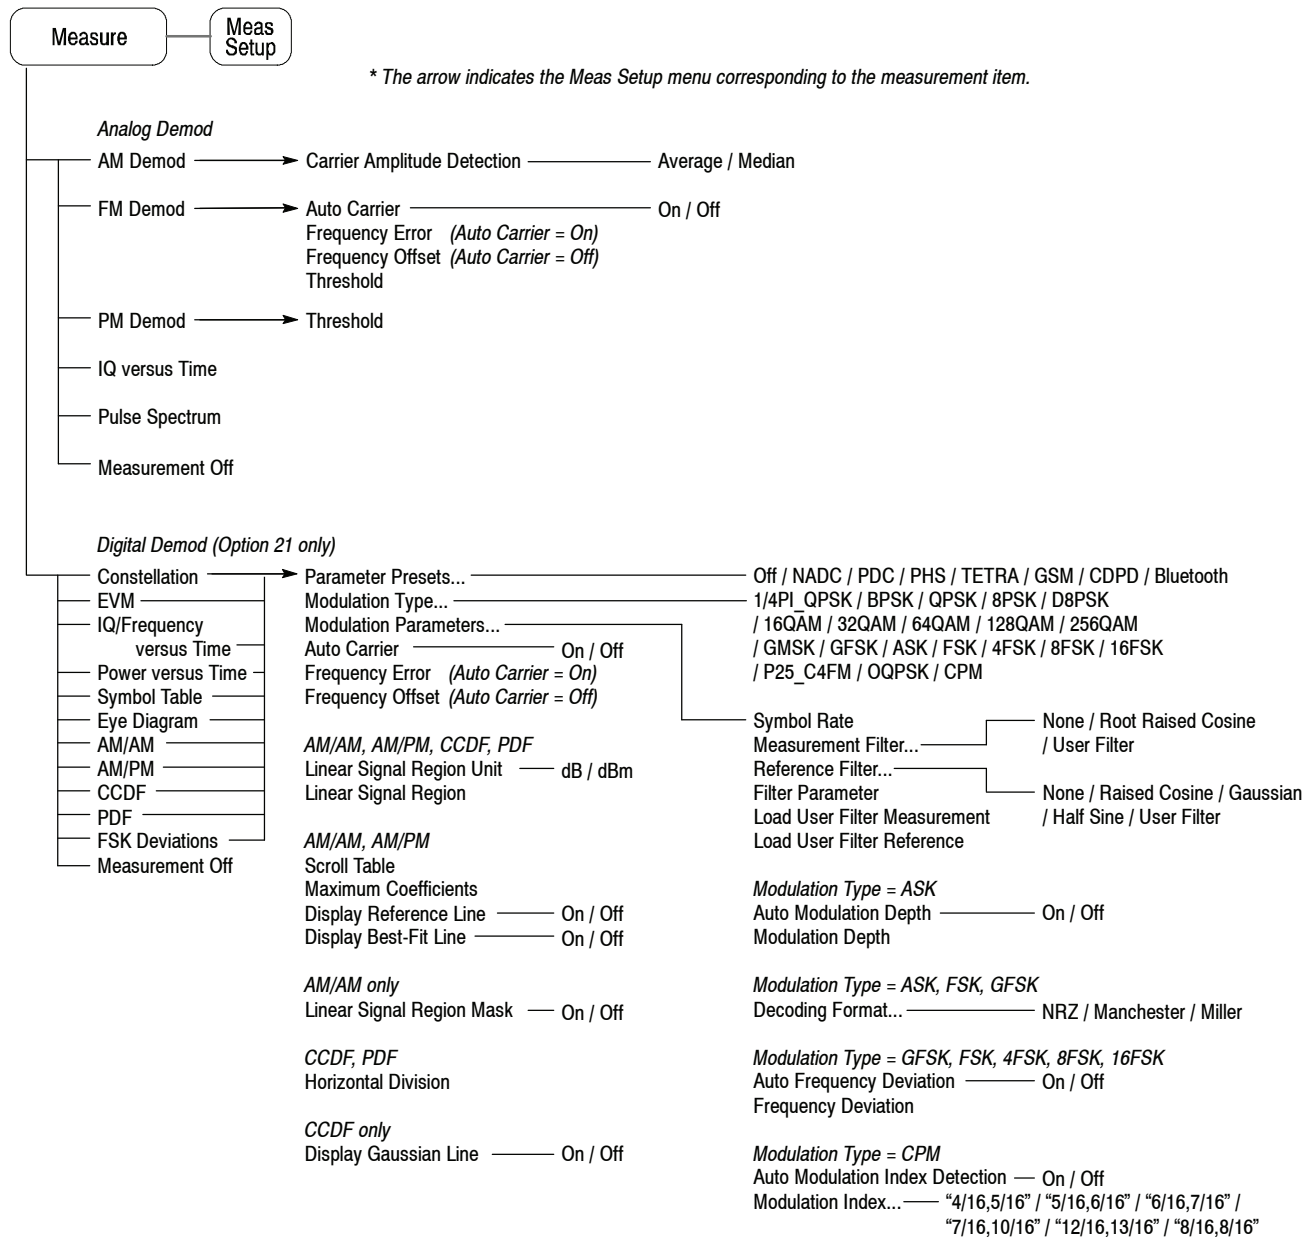 Measure
Meas
Setup
* The arrow indicates the Meas Setup menu corresponding to the measurement item.
Analog Demod
AM Demod
Carrier Amplitude Detection
Average / Median
FM Demod
Auto Carrier
On / Off
Frequency Error (Auto Carrier = On)
Frequency Offset (Auto Carrier = Off)
Threshold
PM Demod
Threshold
IQ versus Time
Pulse Spectrum
Measurement Off
Digital Demod (Option 21 only)
Constellation
EVM
IQ/Frequency
versus Time
Power versus Time
Symbol Table
Eye Diagram
AM/AM
AM/PM
CCDF
PDF
FSK Deviations
Measurement Off
Parameter Presets...
Modulation Type...
Modulation Parameters...
Auto Carrier
On / Off
Frequency Error (Auto Carrier = On)
Frequency Offset (Auto Carrier = Off)
AM/AM, AM/PM, CCDF, PDF
Linear Signal Region Unit
dB / dBm
Linear Signal Region
AM/AM, AM/PM
Scroll Table
Maximum Coefficients
Display Reference Line
On / Off
Display Best-Fit Line
On / Off
AM/AM only
Linear Signal Region Mask
On / Off
CCDF, PDF
Horizontal Division
CCDF only
Display Gaussian Line
On / Off
Off / NADC / PDC / PHS / TETRA / GSM / CDPD / Bluetooth
1/4PI_QPSK / BPSK / QPSK / 8PSK / D8PSK
/ 16QAM / 32QAM / 64QAM / 128QAM / 256QAM
/ GMSK / GFSK / ASK / FSK / 4FSK / 8FSK / 16FSK
/ P25_C4FM / OQPSK / CPM
Symbol Rate
Measurement Filter...
None / Root Raised Cosine
/ User Filter
Reference Filter...
Filter Parameter
None / Raised Cosine / Gaussian
/ Half Sine / User Filter
Load User Filter Measurement
Load User Filter Reference
Modulation Type = ASK
Auto Modulation Depth
On / Off
Modulation Depth
Modulation Type = ASK, FSK, GFSK
Decoding Format...
NRZ / Manchester / Miller
Modulation Type = GFSK, FSK, 4FSK, 8FSK, 16FSK
Auto Frequency Deviation
On / Off
Frequency Deviation
Modulation Type = CPM
Auto Modulation Index Detection
On / Off
Modulation Index...
“4/16,5/16” / “5/16,6/16” / “6/16,7/16” /
“7/16,10/16” / “12/16,13/16” / “8/16,8/16”